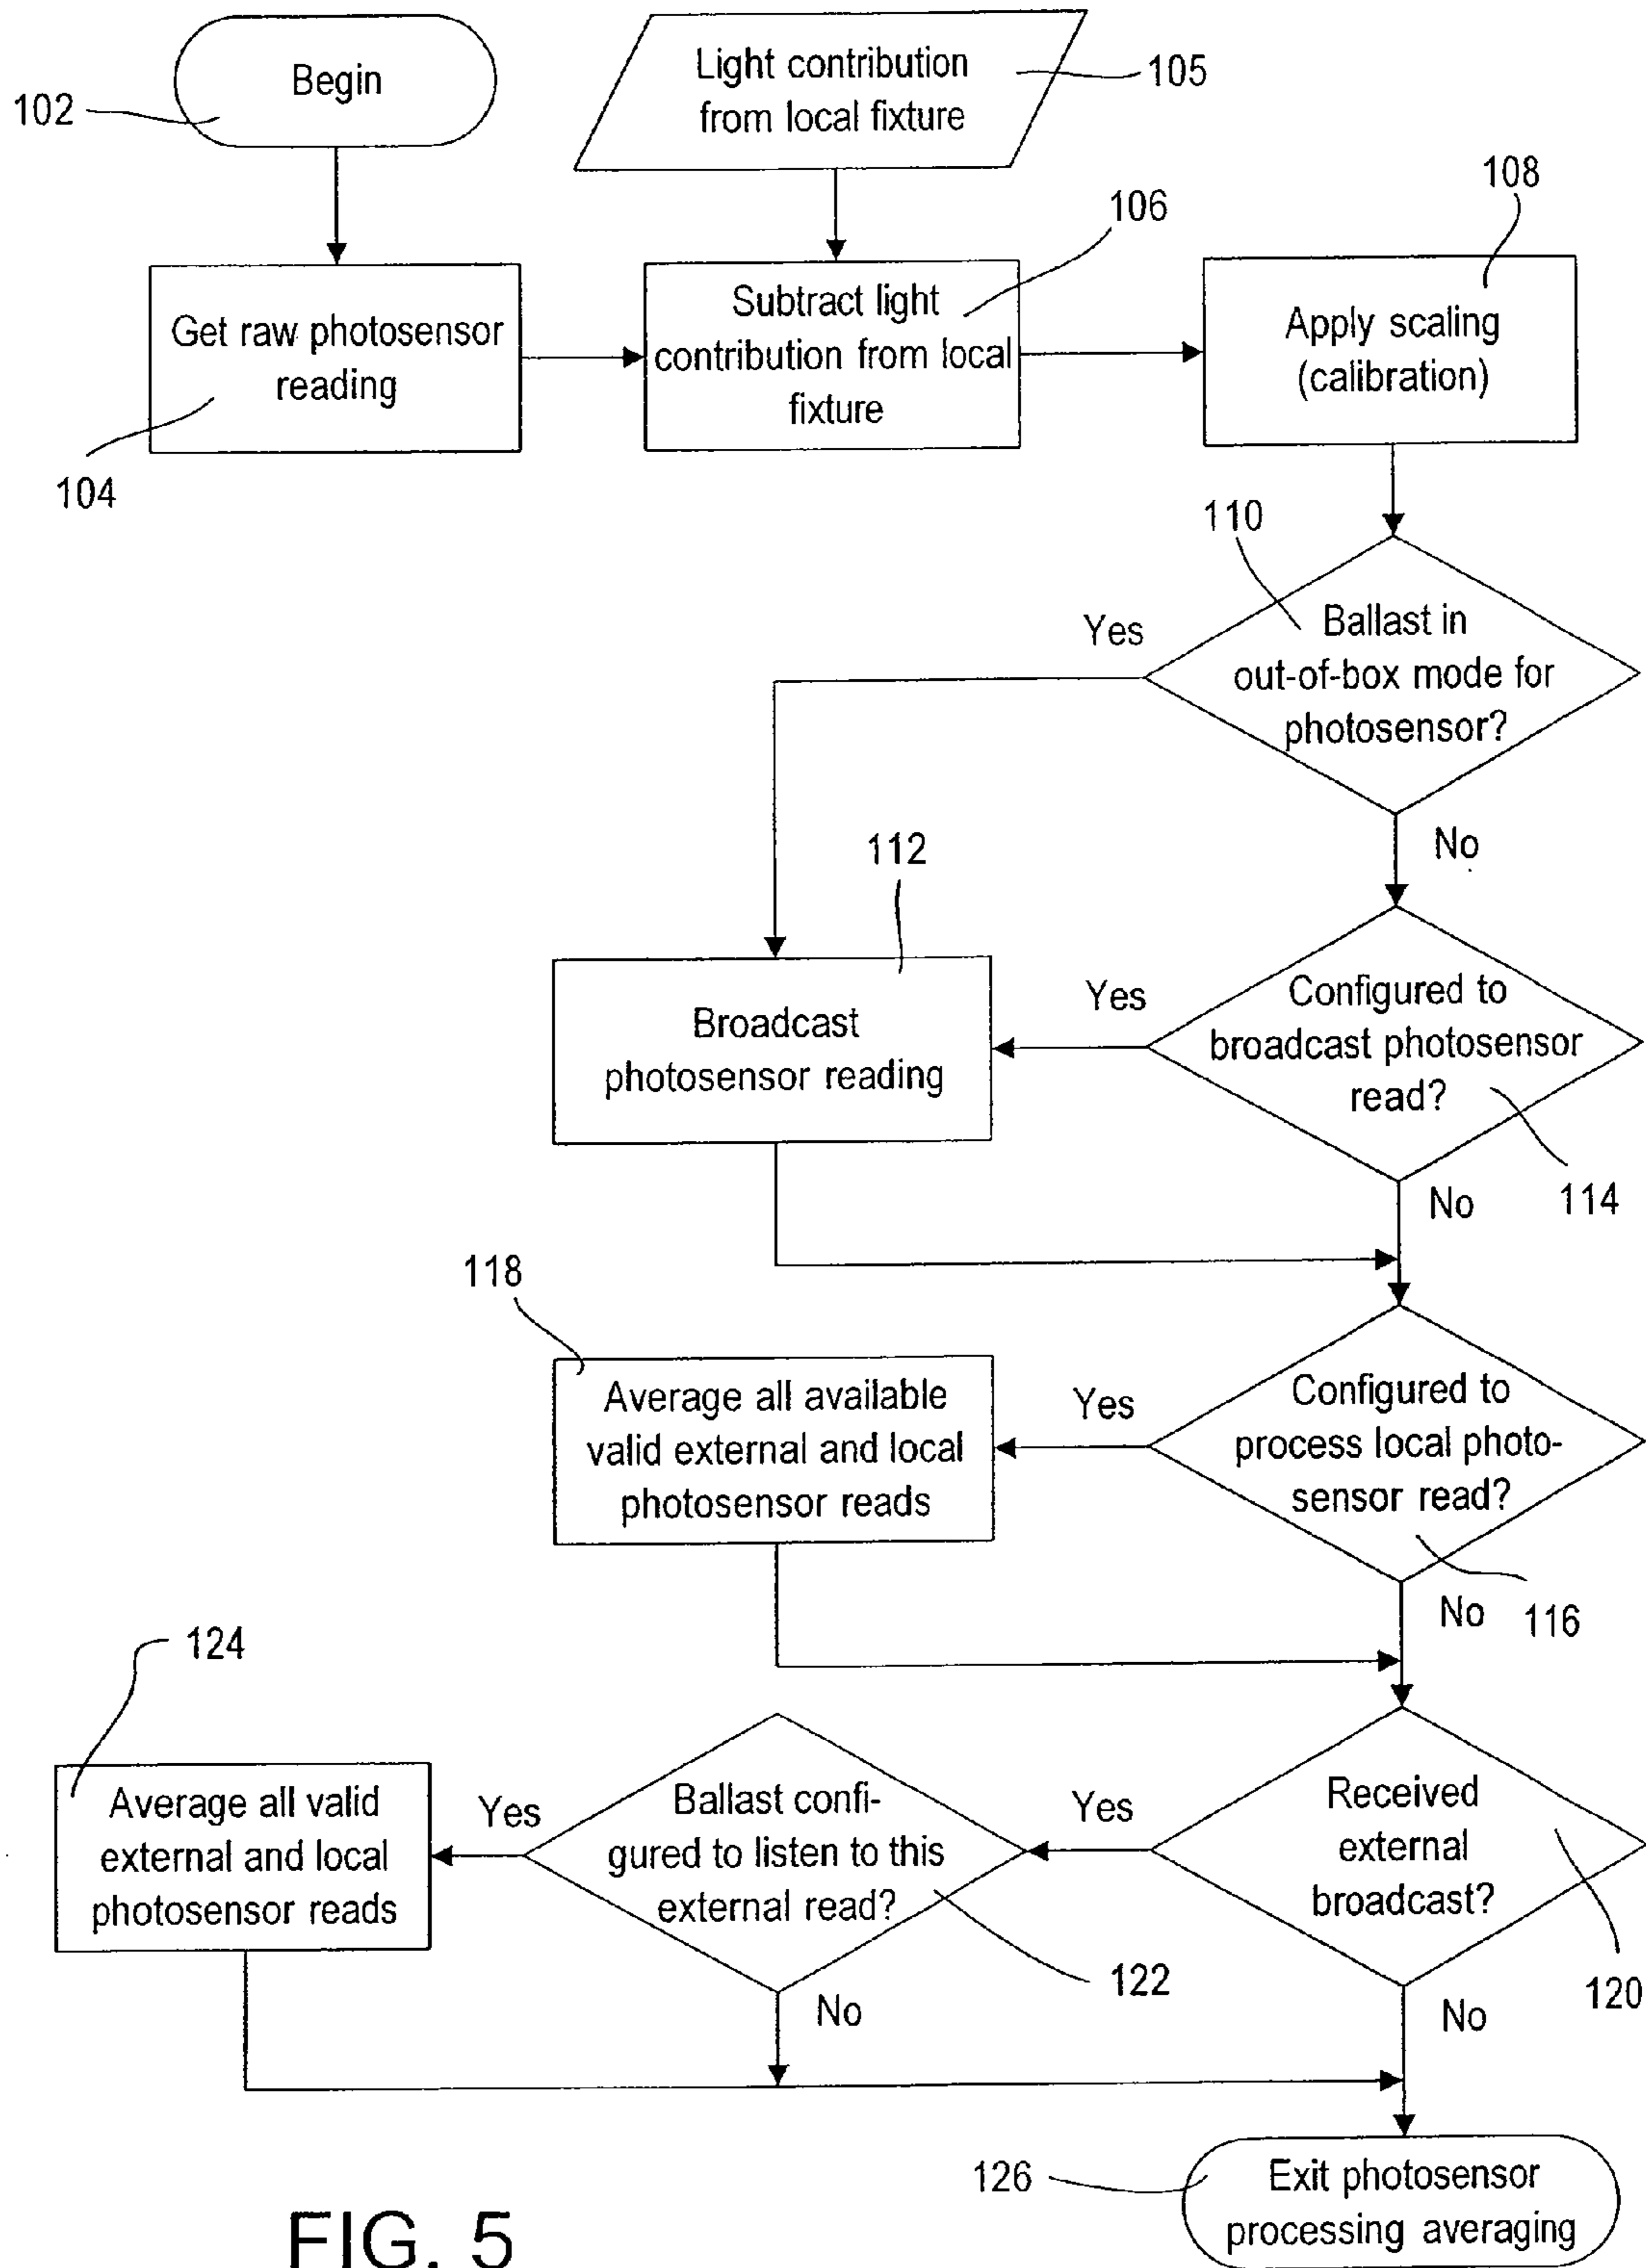 Begin
102
Light contribution
from local fixture
105
106
108
Get raw photosensor
reading
104
Subtract light
contribution from local
fixture
Apply scaling
(calibration)
110
Ballast in
out-of-box mode for
photosensor?
Yes
No
112
Broadcast
photosensor reading
Yes
Configured to
broadcast photosensor
read?
114
No
118
Average all available
valid external and local
photosensor reads
Yes
Configured to
process local photo-
sensor read?
116
No
124
Average all valid
external and local
photosensor reads
Yes
Ballast confi-
gured to listen to this
external read?
122
No
Yes
Received
external
broadcast?
120
No
126
Exit photosensor
processing averaging
FIG. 5